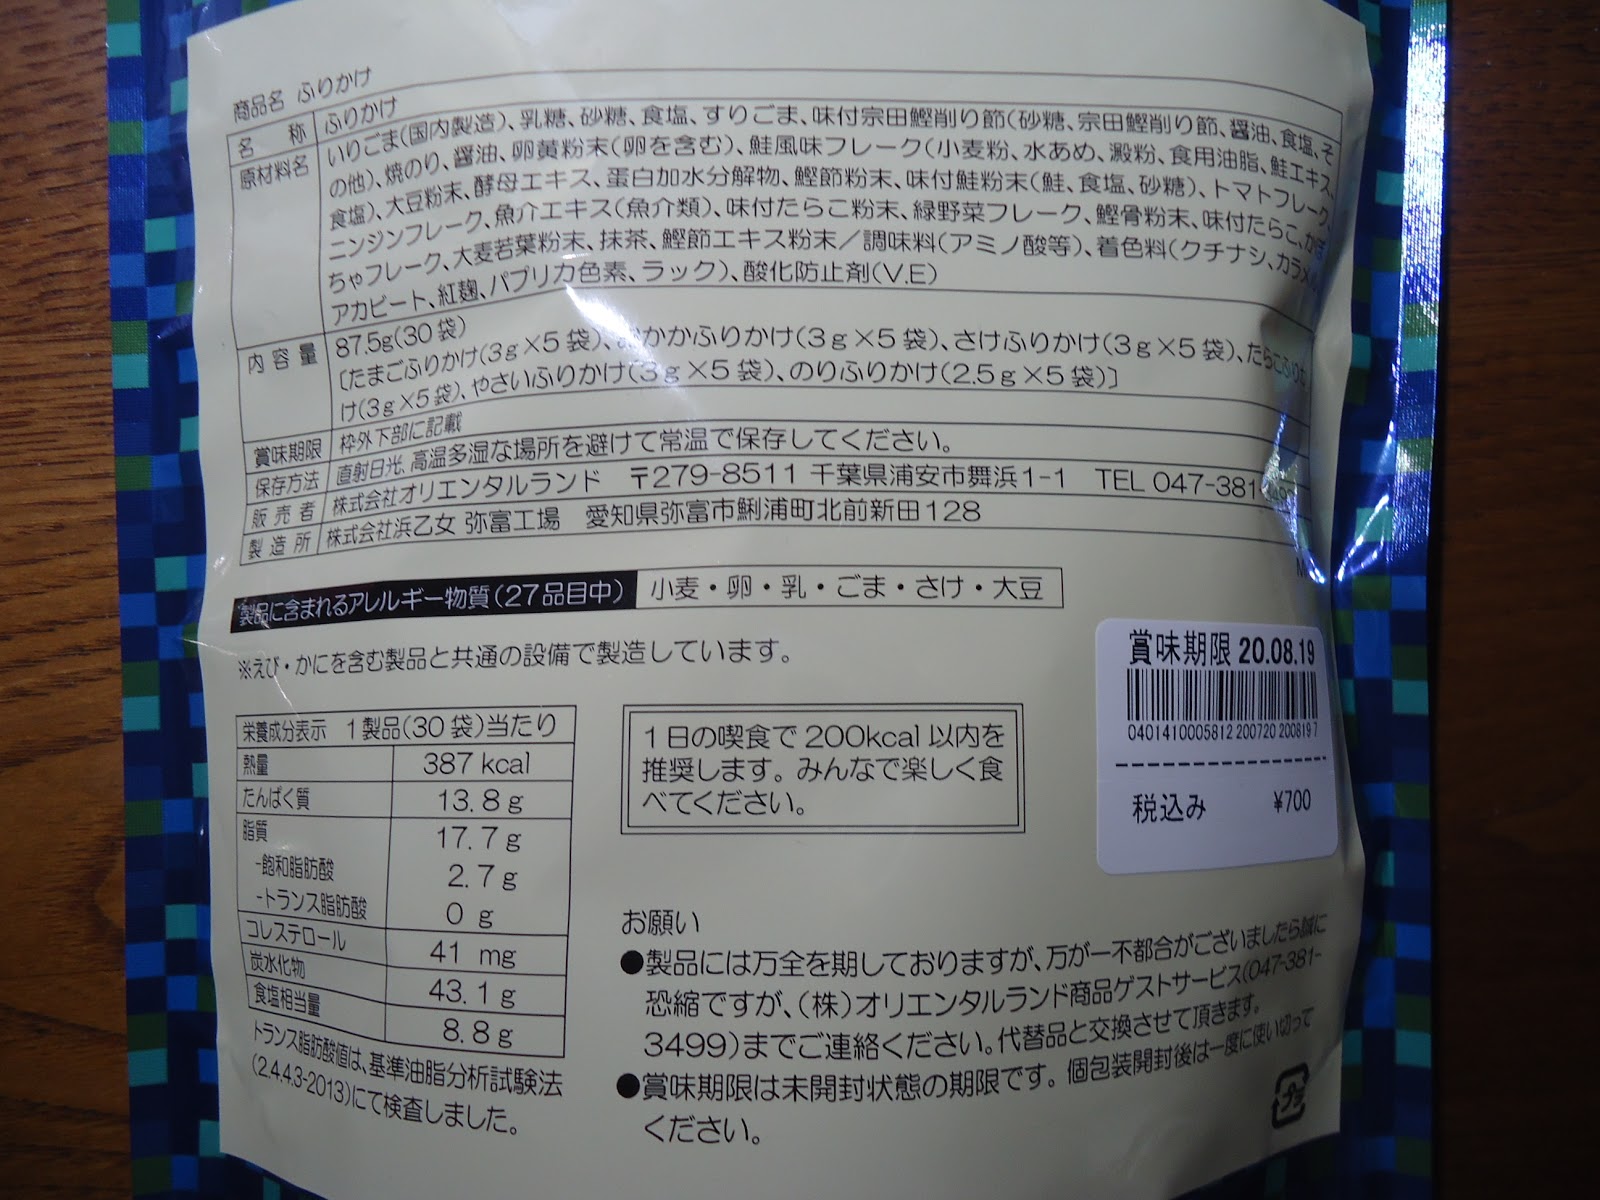 商品名 ふりかけ
名称 ふりかけ
原材料名 いりごま(国内製造)、乳糖、砂糖、食塩、すりごま、味付宗田鰹削り節(砂糖、宗田鰹削り節、醤油、食塩、そ
の他)、焼のり、醤油、卵黄粉末(卵を含む)、鮭風味フレーク(小麦粉、水あめ、澱粉、食用油脂、鮭エキス、
食塩)、大豆粉末、酵母エキス、蛋白加水分解物、鰹節粉末、味付鮭粉末(鮭、食塩、砂糖)、トマトフレーク、
ニンジンフレーク、魚介エキス(魚介類)、味付たらこ粉末、緑野菜フレーク、鰹骨粉末、味付たらこ、かぼ
ちゃフレーク、大麦若葉粉末、抹茶、鰹節エキス粉末／調味料(アミノ酸等)、着色料(クチナシ、カラメル、
アカビート、紅麹、パプリカ色素、ラック)、酸化防止剤(V.E)
内容量 87.5g(30袋)
〔たまごふりかけ(3g×5袋)、おかかふりかけ(3g×5袋)、さけふりかけ(3g×5袋)、たらこふりか
け(3g×5袋)、やさいふりかけ(3g×5袋)、のりふりかけ(2.5g×5袋)〕
賞味期限 枠外下部に記載
保存方法 直射日光、高温多湿な場所を避けて常温で保存してください。
販売者 株式会社オリエンタルランド 〒279-8511 千葉県浦安市舞浜1-1 TEL 047-381
製造所 株式会社浜乙女 弥富工場 愛知県弥富市鯏浦町北前新田128
製品に含まれるアレルギー物質(27品目中) 小麦・卵・乳・ごま・さけ・大豆
※えび・かにを含む製品と共通の設備で製造しています。
栄養成分表示 1製品(30袋)当たり
熱量 387 kcal
たんぱく質 13.8g
脂質 17.7g
-飽和脂肪酸 2.7g
-トランス脂肪酸 0g
コレステロール 41 mg
炭水化物 43.1g
食塩相当量 8.8g
トランス脂肪酸値は、基準油脂分析試験法
(2.4.4.3-2013)にて検査しました。
1日の喫食で200kcal以内を
推奨します。みんなで楽しく食
べてください。
賞味期限 20.08.19
0401410005812 200720 2008197
税込み ¥700
お願い
●製品には万全を期しておりますが、万が一不都合がございましたら誠に
恐縮ですが、(株)オリエンタルランド商品ゲストサービス(047-381-
3499)までご連絡ください。代替品と交換させて頂きます。
●賞味期限は未開封状態の期限です。個包装開封後は一度に使い切って
ください。
プラ